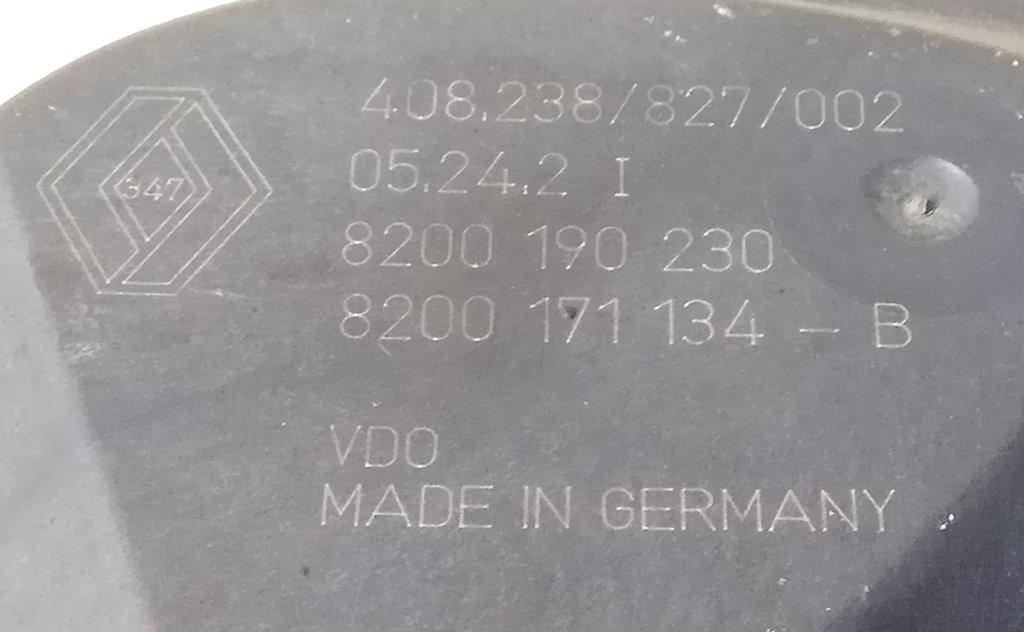 347
408.238/827/002
05.24.2 I
8200 190 230
8200 171 134 - B
VDO
MADE IN GERMANY